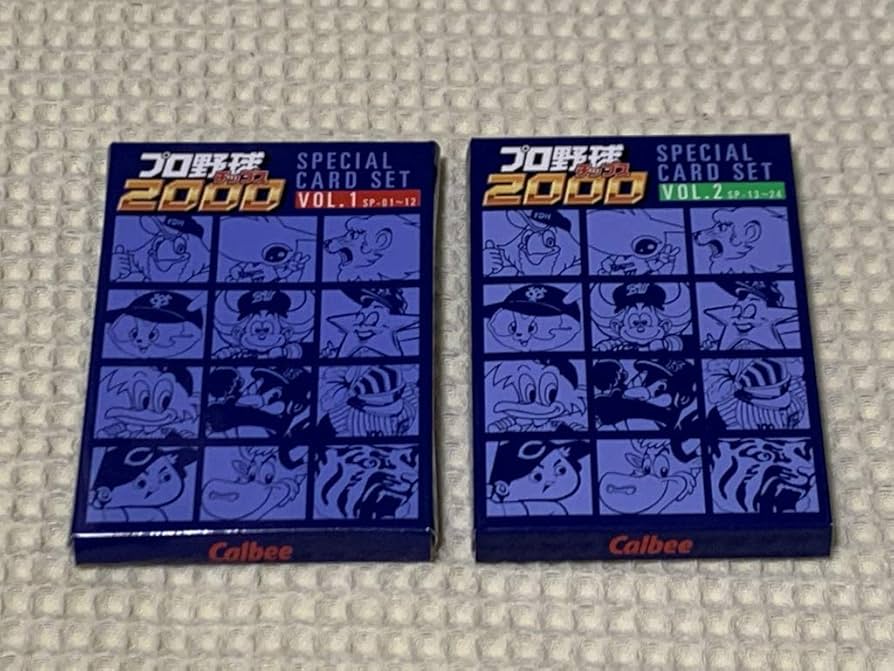 プロ野球
チップス
2000
SPECIAL
CARD SET
VOL.1 SP-01~12
Calbee
プロ野球
チップス
2000
SPECIAL
CARD SET
VOL.2 SP-13~24
Calbee